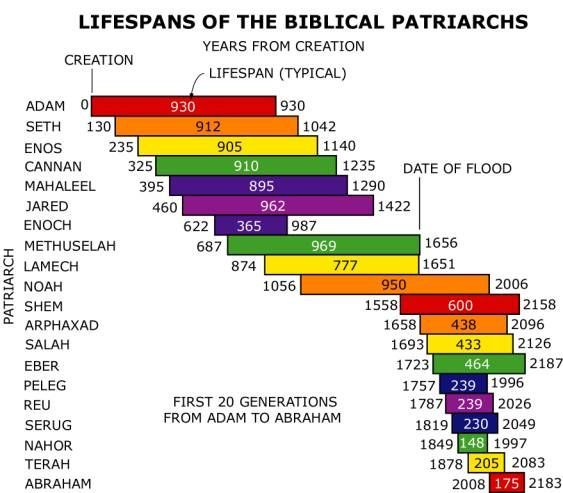 LIFESPANS OF THE BIBLICAL PATRIARCHS
YEARS FROM CREATION
CREATION
LIFESPAN (TYPICAL)
ADAM 0 930 930
SETH 130 912 1042
ENOS 235 905 1140
CANNAN 325 910 1235
DATE OF FLOOD
MAHALEEL 395 895 1290
JARED 460 962 1422
ENOCH 622 365 987
METHUSELAH 687 969 1656
LAMECH 874 777 1651
NOAH 1056 950 2006
PATRIARCH
SHEM 1558 600 2158
ARPHAXAD 1658 438 2096
SALAH 1693 433 2126
EBER 1723 464 2187
PELEG 1757 239 1996
REU 1787 239 2026
SERUG 1819 230 2049
NAHOR 1849 148 1997
TERAH 1878 205 2083
ABRAHAM 2008 175 2183
FIRST 20 GENERATIONS
FROM ADAM TO ABRAHAM